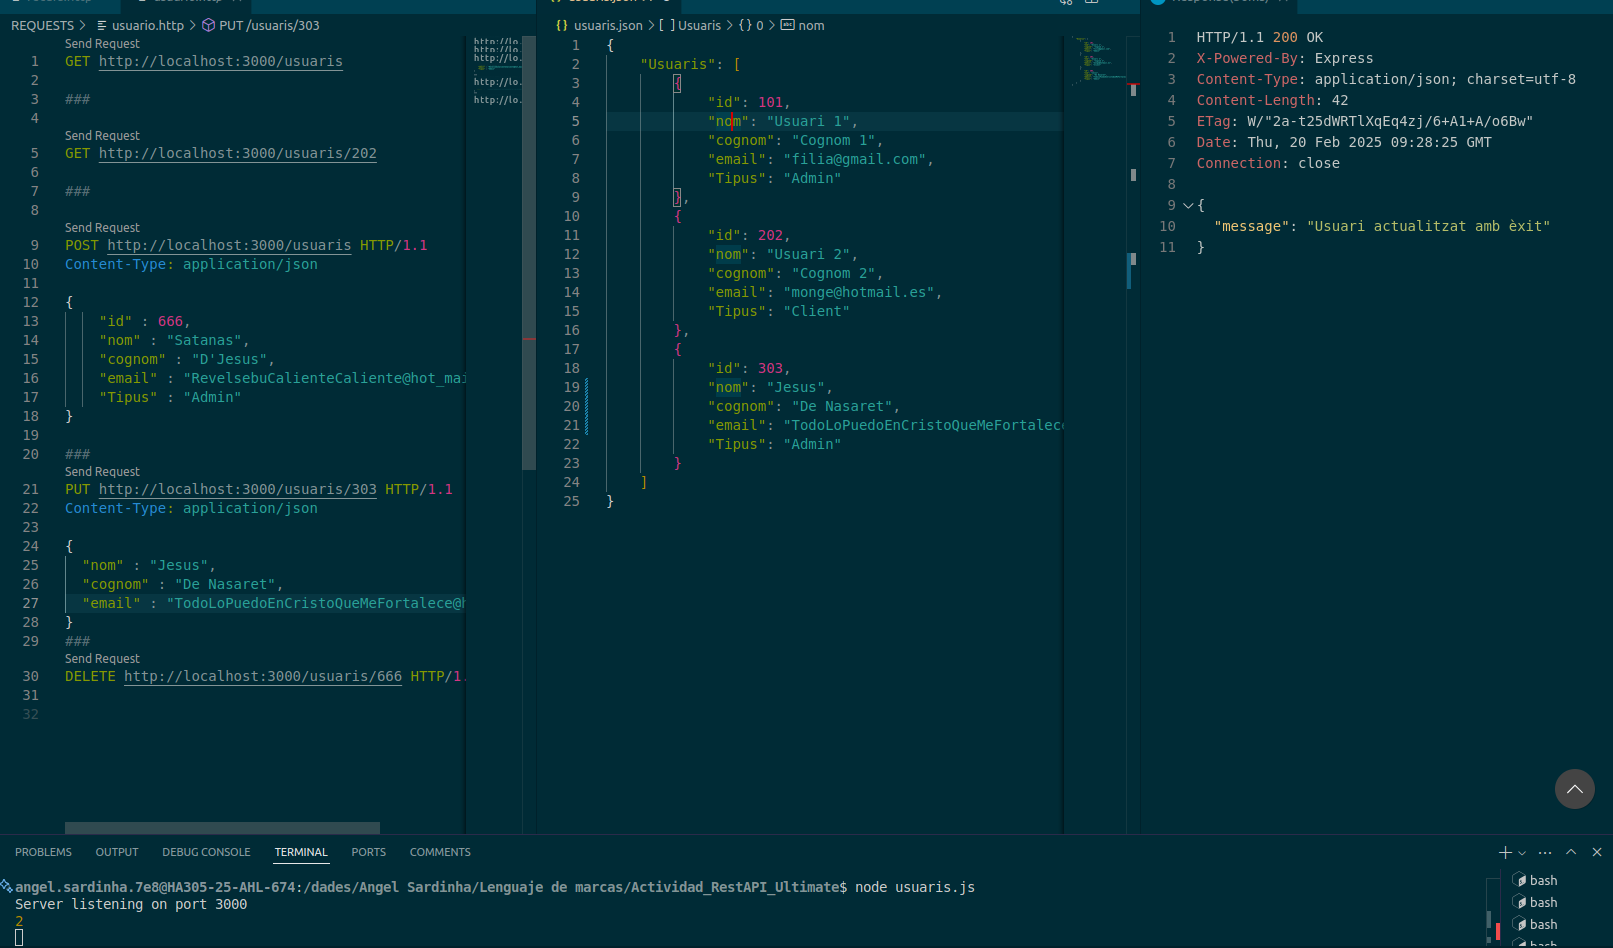 REQUESTS > usuario.http > PUT /usuaris/303
Send Request
1 GET http://localhost:3000/usuaris
2
3 ###
4
Send Request
5 GET http://localhost:3000/usuaris/202
6
7 ###
8
Send Request
9 POST http://localhost:3000/usuaris HTTP/1.1
10 Content-Type: application/json
11
12 {
13 "id" : 666,
14 "nom" : "Satanas",
15 "cognom" : "D'Jesus",
16 "email" : "RevelsebuCalienteCaliente@hot_mai
17 "Tipus" : "Admin"
18 }
19
20 ###
Send Request
21 PUT http://localhost:3000/usuaris/303 HTTP/1.1
22 Content-Type: application/json
23
24 {
25 "nom" : "Jesus",
26 "cognom" : "De Nasaret",
27 "email" : "TodoLoPuedoEnCristoQueMeFortalece@h
28 }
29 ###
Send Request
30 DELETE http://localhost:3000/usuaris/666 HTTP/1.
31
32
http://lo.
http://lo.
http://lo.
http://lo.
http://lo.
{} usuaris.json > [ ] Usuaris > {} 0 > abc nom
1 {
2 "Usuaris": [
3 {
4 "id": 101,
5 "nom": "Usuari 1",
6 "cognom": "Cognom 1",
7 "email": "filia@gmail.com",
8 "Tipus": "Admin"
9 },
10 {
11 "id": 202,
12 "nom": "Usuari 2",
13 "cognom": "Cognom 2",
14 "email": "monge@hotmail.es",
15 "Tipus": "Client"
16 },
17 {
18 "id": 303,
19 "nom": "Jesus",
20 "cognom": "De Nasaret",
21 "email": "TodoLoPuedoEnCristoQueMeFortalec
22 "Tipus": "Admin"
23 }
24 ]
25 }
1 HTTP/1.1 200 OK
2 X-Powered-By: Express
3 Content-Type: application/json; charset=utf-8
4 Content-Length: 42
5 ETag: W/"2a-t25dWRTlXqEq4zj/6+A1+A/o6Bw"
6 Date: Thu, 20 Feb 2025 09:28:25 GMT
7 Connection: close
8
9 {
10 "message": "Usuari actualitzat amb èxit"
11 }
PROBLEMS OUTPUT DEBUG CONSOLE TERMINAL PORTS COMMENTS
angel.sardinha.7e8@HA305-25-AHL-674:/dades/Angel Sardinha/Lenguaje de marcas/Actividad_RestAPI_Ultimate$ node usuaris.js
Server listening on port 3000
2
bash
bash
bash